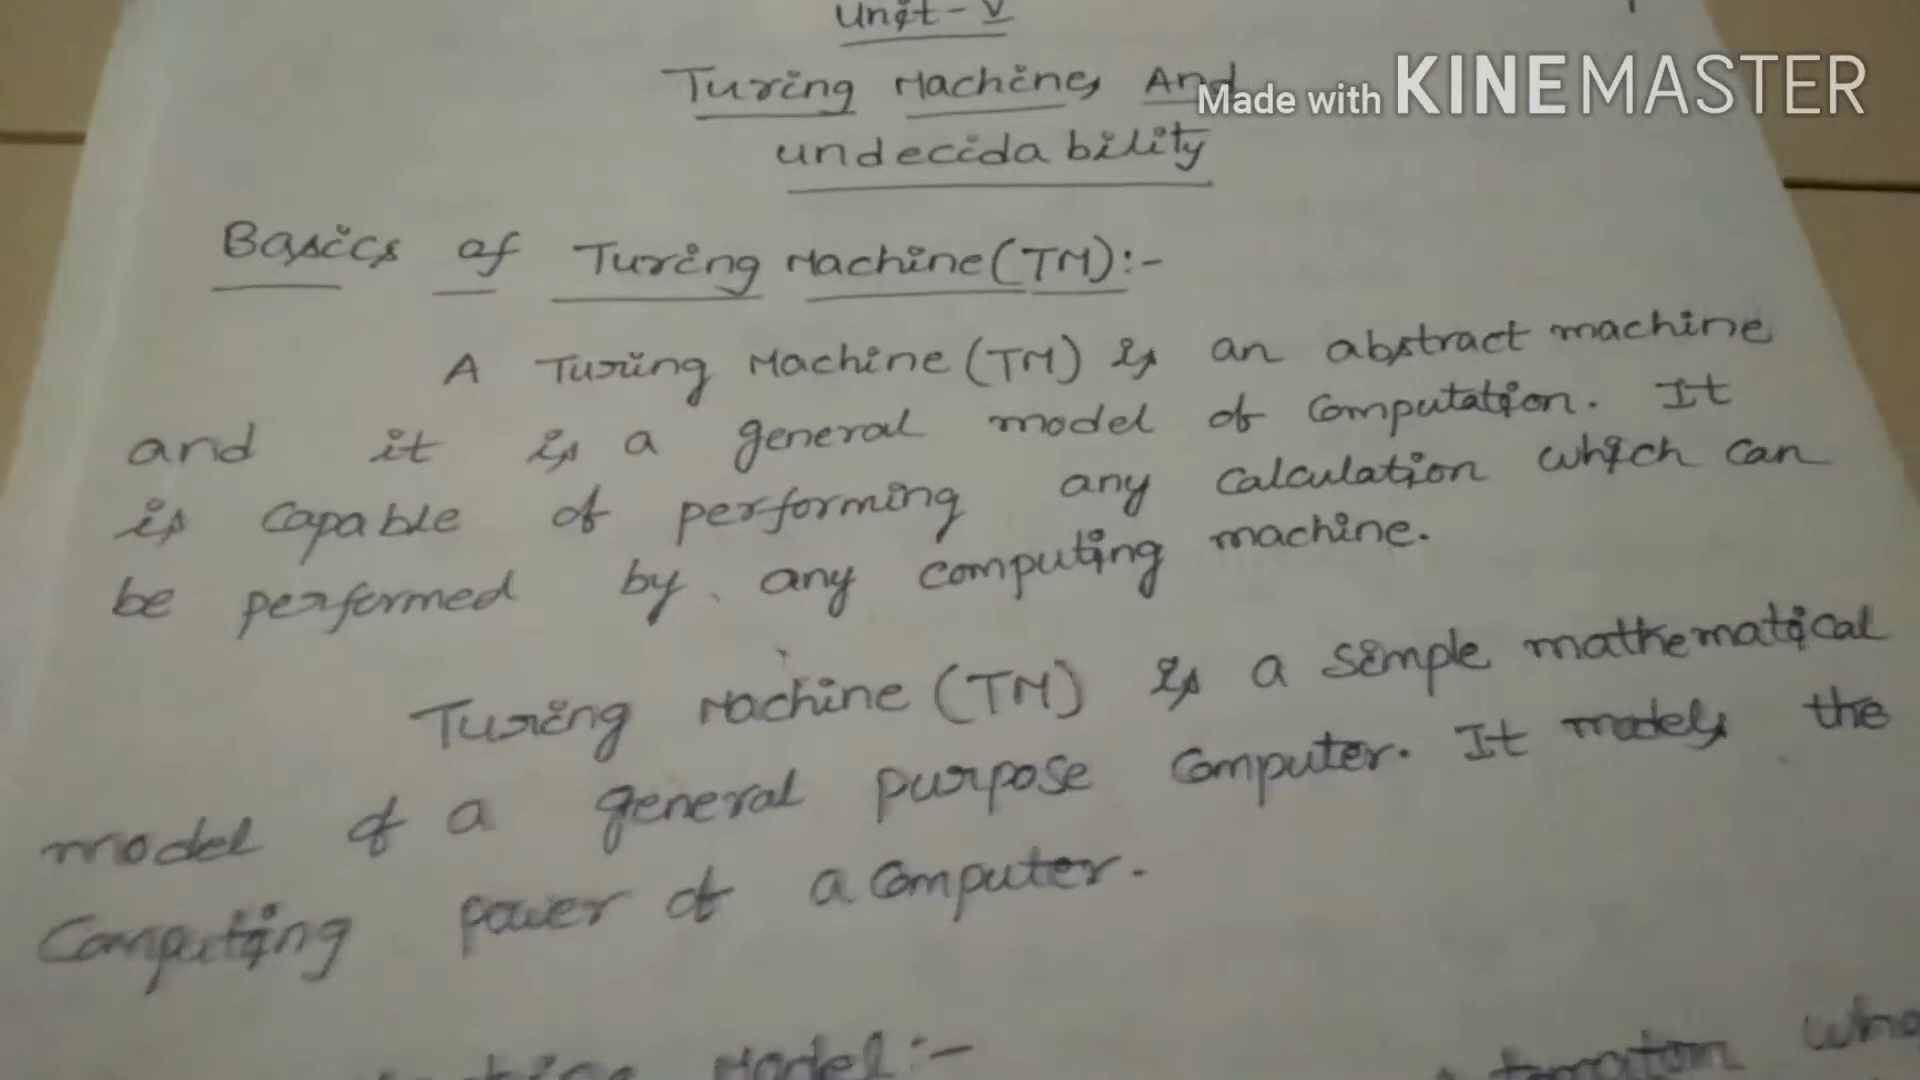 Unit - V
Turing Machines And
Made with KINEMASTER
undecidability
Basics of Turing Machine (TM):-
A Turing Machine (TM) is an abstract machine
and it is a general model of computation. It
is capable of performing any calculation which can
be performed by any computing machine.
Turing Machine (TM) is a simple mathematical
model of a general purpose computer. It models the
Computing power of a computer.
Model:-